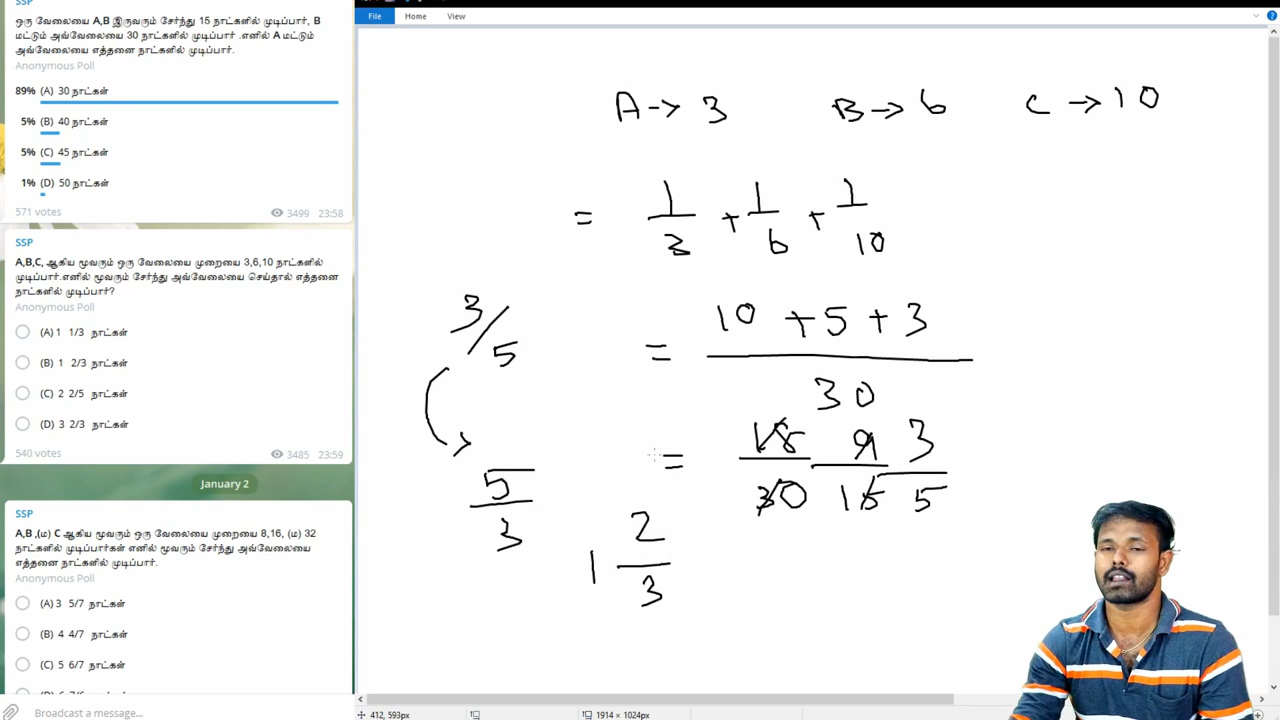 SSP
ஒரு வேலையை A,B இருவரும் சேர்ந்து 15 நாட்களில் முடிப்பார், B
மட்டும் அவ்வேலையை 30 நாட்களில் முடிப்பார் .எனில் A மட்டும்
அவ்வேலையை எத்தனை நாட்களில் முடிப்பார்.
Anonymous Poll
89% (A) 30 நாட்கள்
5% (B) 40 நாட்கள்
5% (C) 45 நாட்கள்
1% (D) 50 நாட்கள்
571 votes 3499 23:58
SSP
A,B,C, ஆகிய மூவரும் ஒரு வேலையை முறையை 3,6,10 நாட்களில்
முடிப்பார்.எனில் மூவரும் சேர்ந்து அவ்வேலையை செய்தால் எத்தனை
நாட்களில் முடிப்பார்?
Anonymous Poll
(A) 1 1/3 நாட்கள்
(B) 1 2/3 நாட்கள்
(C) 2 2/5 நாட்கள்
(D) 3 2/3 நாட்கள்
540 votes 3485 23:59
January 2
SSP
A,B ,(ம) C ஆகிய மூவரும் ஒரு வேலையை முறையை 8,16, (ம) 32
நாட்களில் முடிப்பார்கள் எனில் மூவரும் சேர்ந்து அவ்வேலையை
எத்தனை நாட்களில் முடிப்பார்.
Anonymous Poll
(A) 3 5/7 நாட்கள்
(B) 4 4/7 நாட்கள்
(C) 5 6/7 நாட்கள்
Broadcast a message...
File Home View
A → 3 B → 6 C → 10
= 1/3 + 1/6 + 1/10
= 10 + 5 + 3
30
= 18 9 3
30 15 5
3/5
5
3
1 2/3
412, 593px 1914 × 1024px